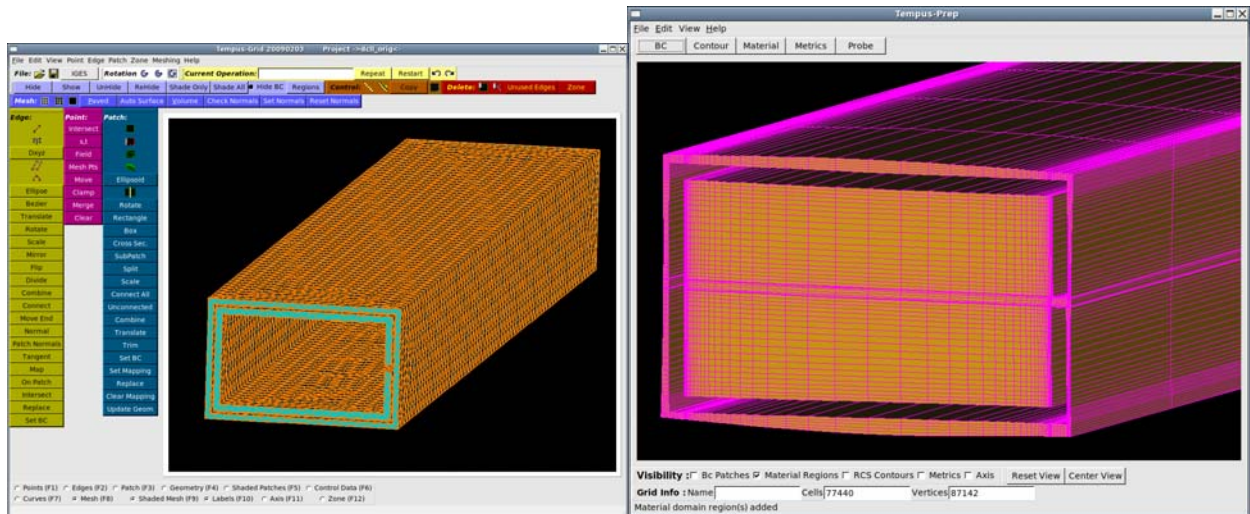 Tempus-Grid 20090203 Project ->dctl_orig<-
File Edit View Point Edge Patch Zone Meshing Help
File: IGES Rotation Current Operation: Repeat Restart
Hide Show UnHide ReHide Shade Only Shade All Hide BC Regions Control: Copy Delete: Unused Edges Zone
Mesh: Paved Auto Surface Volume Check Normals Set Normals Reset Normals
Edge:
Dxyz
Ellipse
Bezier
Translate
Rotate
Scale
Mirror
Flip
Divide
Combine
Connect
Move End
Normal
Patch Normals
Tangent
Map
On Patch
Intersect
Replace
Set BC
Point:
Intersect
Field
Mesh Pts
Move
Clamp
Merge
Clear
Patch:
Ellipsoid
Rotate
Rectangle
Box
Cross Sec.
SubPatch
Split
Scale
Connect All
Unconnected
Combine
Translate
Trim
Set BC
Set Mapping
Replace
Clear Mapping
Update Geom.
Points (F1) Edges (F2) Patch (F3) Geometry (F4) Shaded Patches (F5) Control Data (F6)
Curves (F7) Mesh (F8) Shaded Mesh (F9) Labels (F10) Axis (F11) Zone (F12)
Tempus-Prep
File Edit View Help
BC Contour Material Metrics Probe
Visibility : Bc Patches Material Regions RCS Contours Metrics Axis Reset View Center View
Grid Info : Name Cells 77440 Vertices 87142
Material domain region(s) added